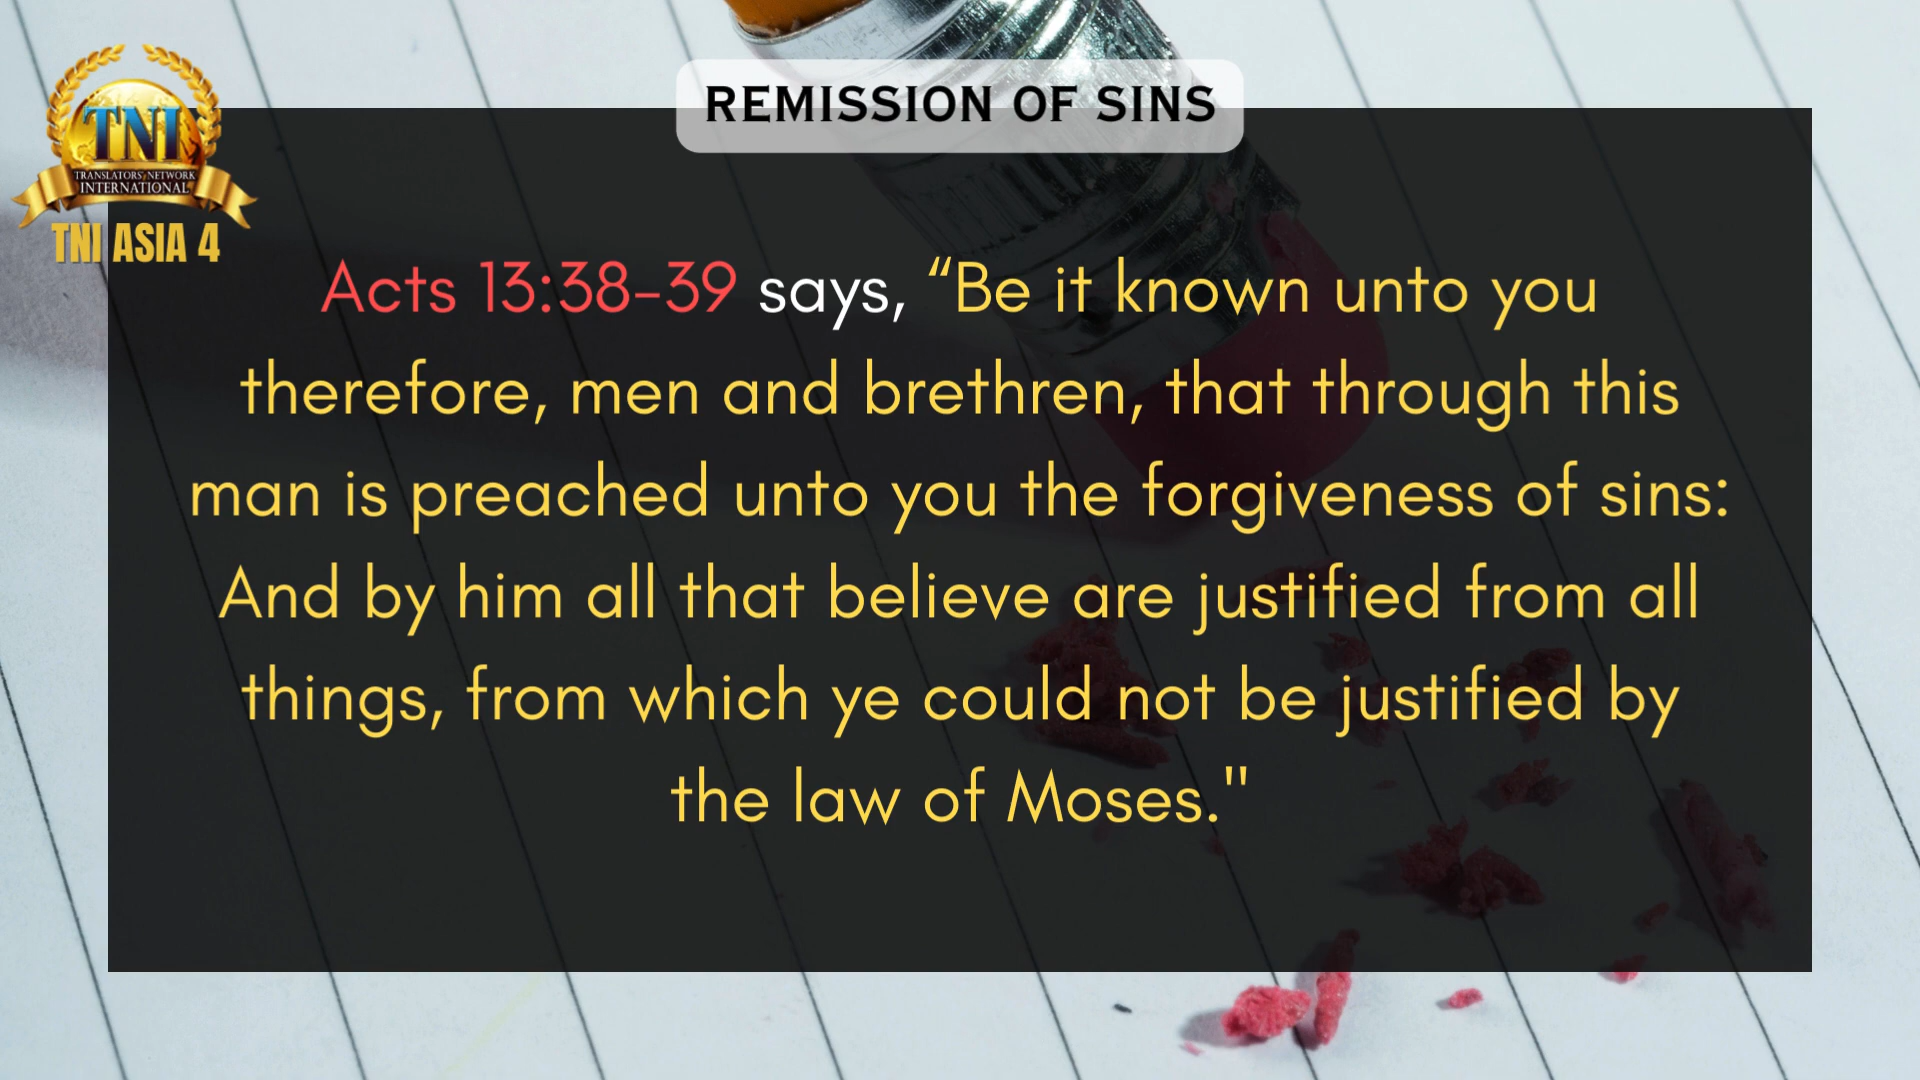 TNI
TRANSLATORS' NETWORK
INTERNATIONAL
TNI ASIA 4
REMISSION OF SINS
Acts 13:38-39 says, “Be it known unto you
therefore, men and brethren, that through this
man is preached unto you the forgiveness of sins:
And by him all that believe are justified from all
things, from which ye could not be justified by
the law of Moses."